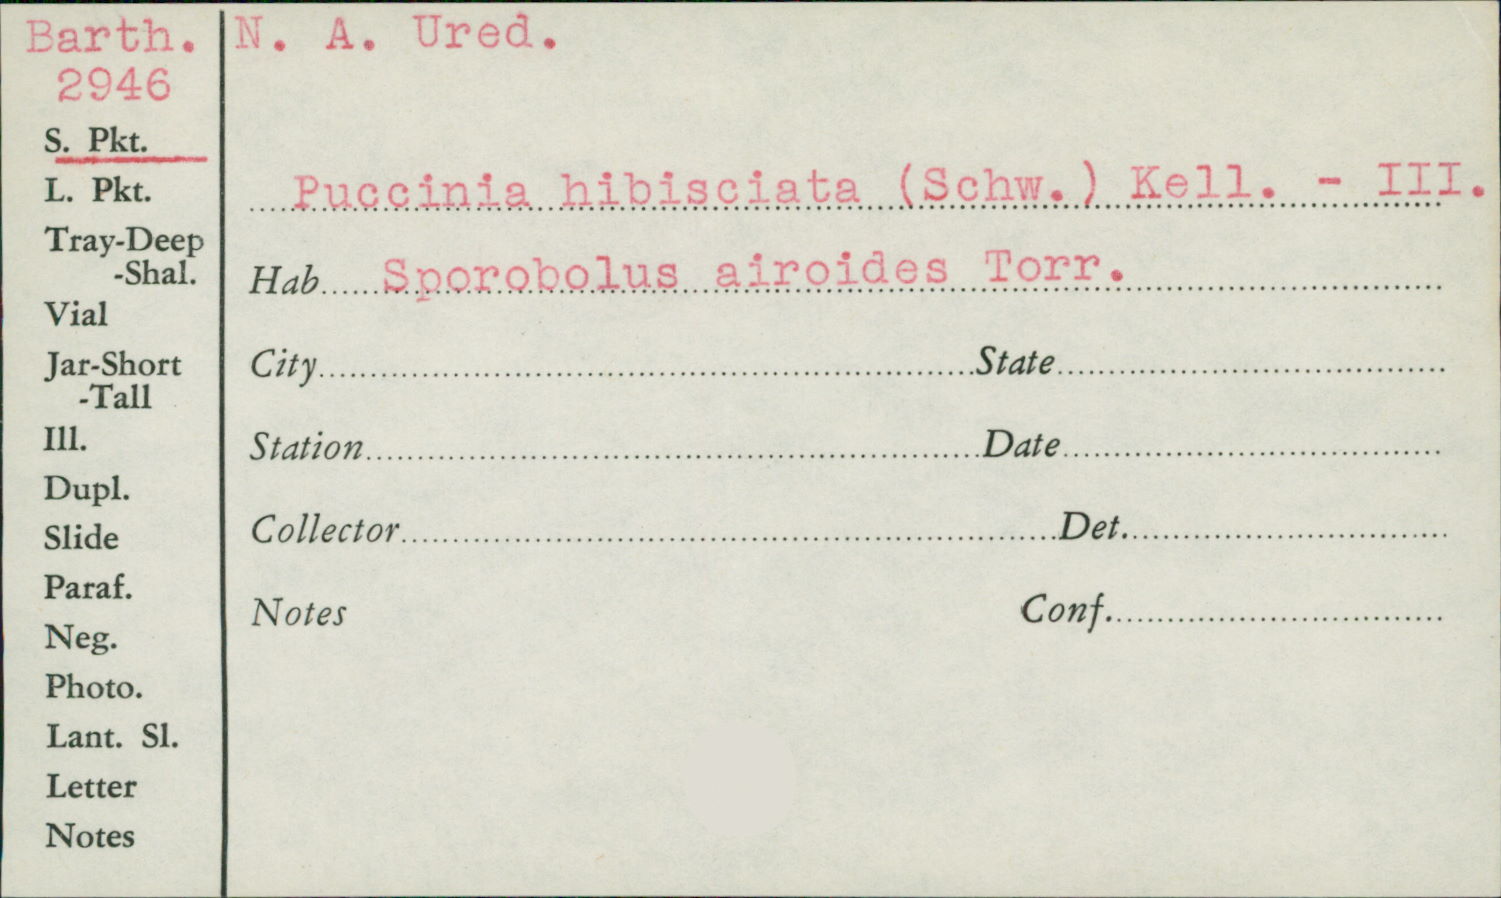 Barth.
2946
S. Pkt.
L. Pkt.
Tray-Deep
-Shal.
Vial
Jar-Short
-Tall
Ill.
Dupl.
Slide
Paraf.
Neg.
Photo.
Lant. Sl.
Letter
Notes
N. A. Ured.
Puccinia hibisciata (Schw.) Kell. - III.
Hab. Sporobolus airoides Torr.
City State
Station Date
Collector Det.
Notes Conf.